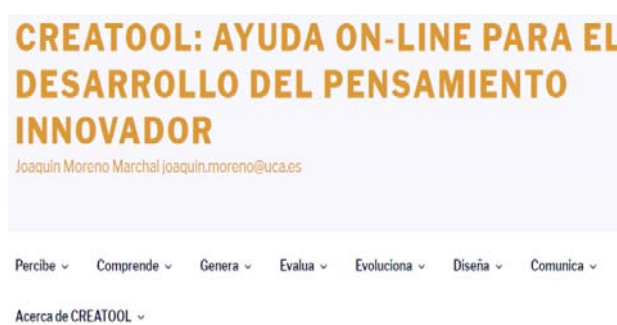 CREATOOL: AYUDA ON-LINE PARA EL
DESARROLLO DEL PENSAMIENTO
INNOVADOR
Joaquin Moreno Marchal joaquin.moreno@uca.es
Percibe Comprende Genera Evalua Evoluciona Diseña Comunica
Acerca de CREATOOL